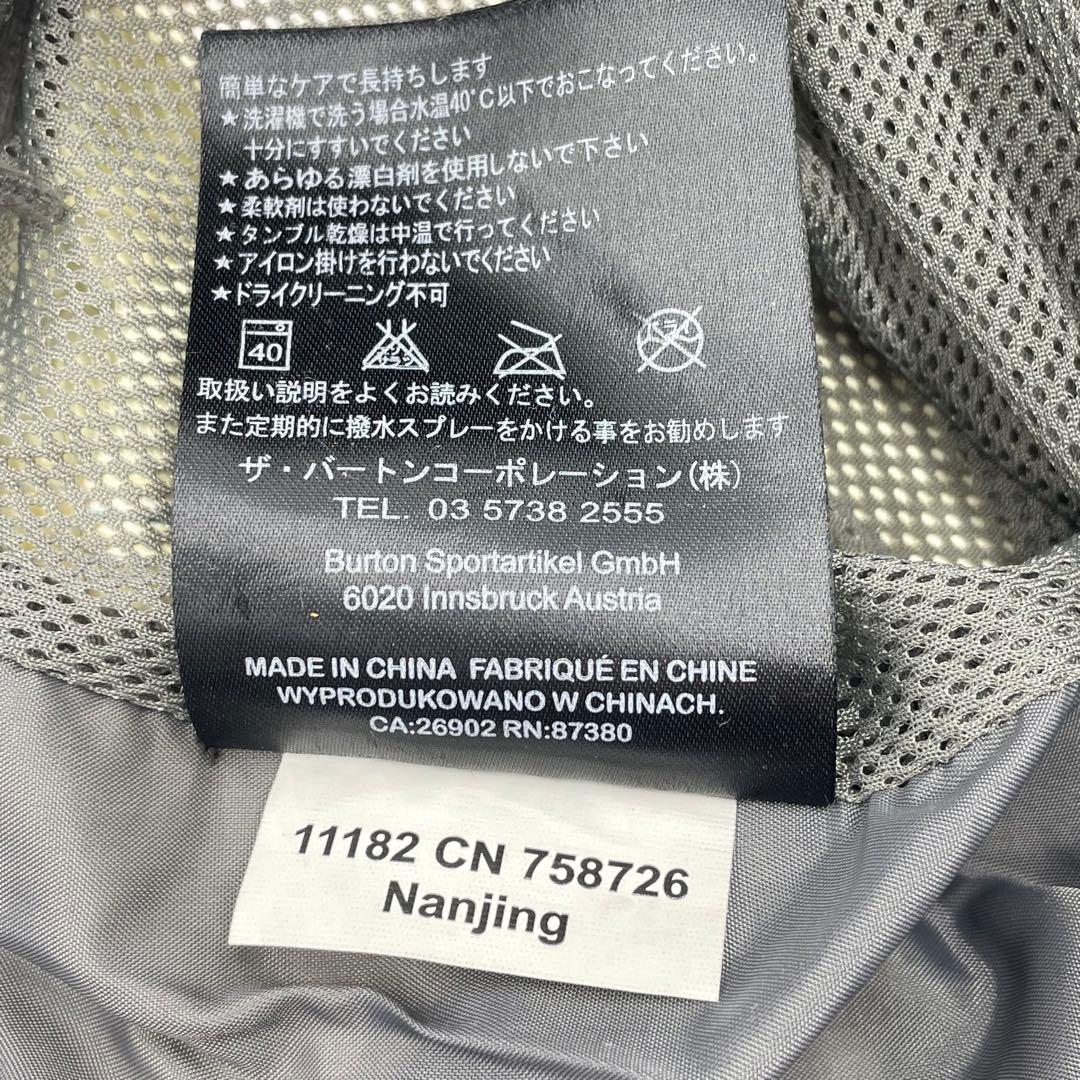 簡単なケアで長持ちします
★洗濯機で洗う場合水温40°C以下でおこなってください。
十分にすすいでください
★あらゆる漂白剤を使用しないで下さい
★柔軟剤は使わないでください
★タンブル乾燥は中温で行ってください
★アイロン掛けを行わないでください
★ドライクリーニング不可
40
取扱い説明をよくお読みください。
また定期的に撥水スプレーをかける事をお勧めします
ザ・バートンコーポレーション(株)
TEL. 03 5738 2555
Burton Sportartikel GmbH
6020 Innsbruck Austria
MADE IN CHINA FABRIQUÉ EN CHINE
WYPRODUKOWANO W CHINACH.
CA:26902 RN:87380
11182 CN 758726
Nanjing